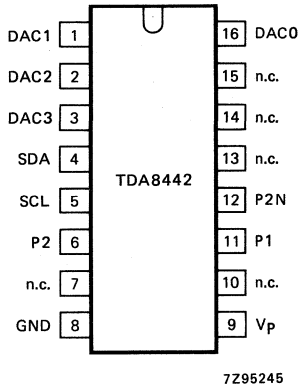 DAC1 1 16 DAC0
DAC2 2 15 n.c.
DAC3 3 14 n.c.
SDA 4 13 n.c.
TDA8442
SCL 5 12 P2N
P2 6 11 P1
n.c. 7 10 n.c.
GND 8 9 Vp
7Z95245